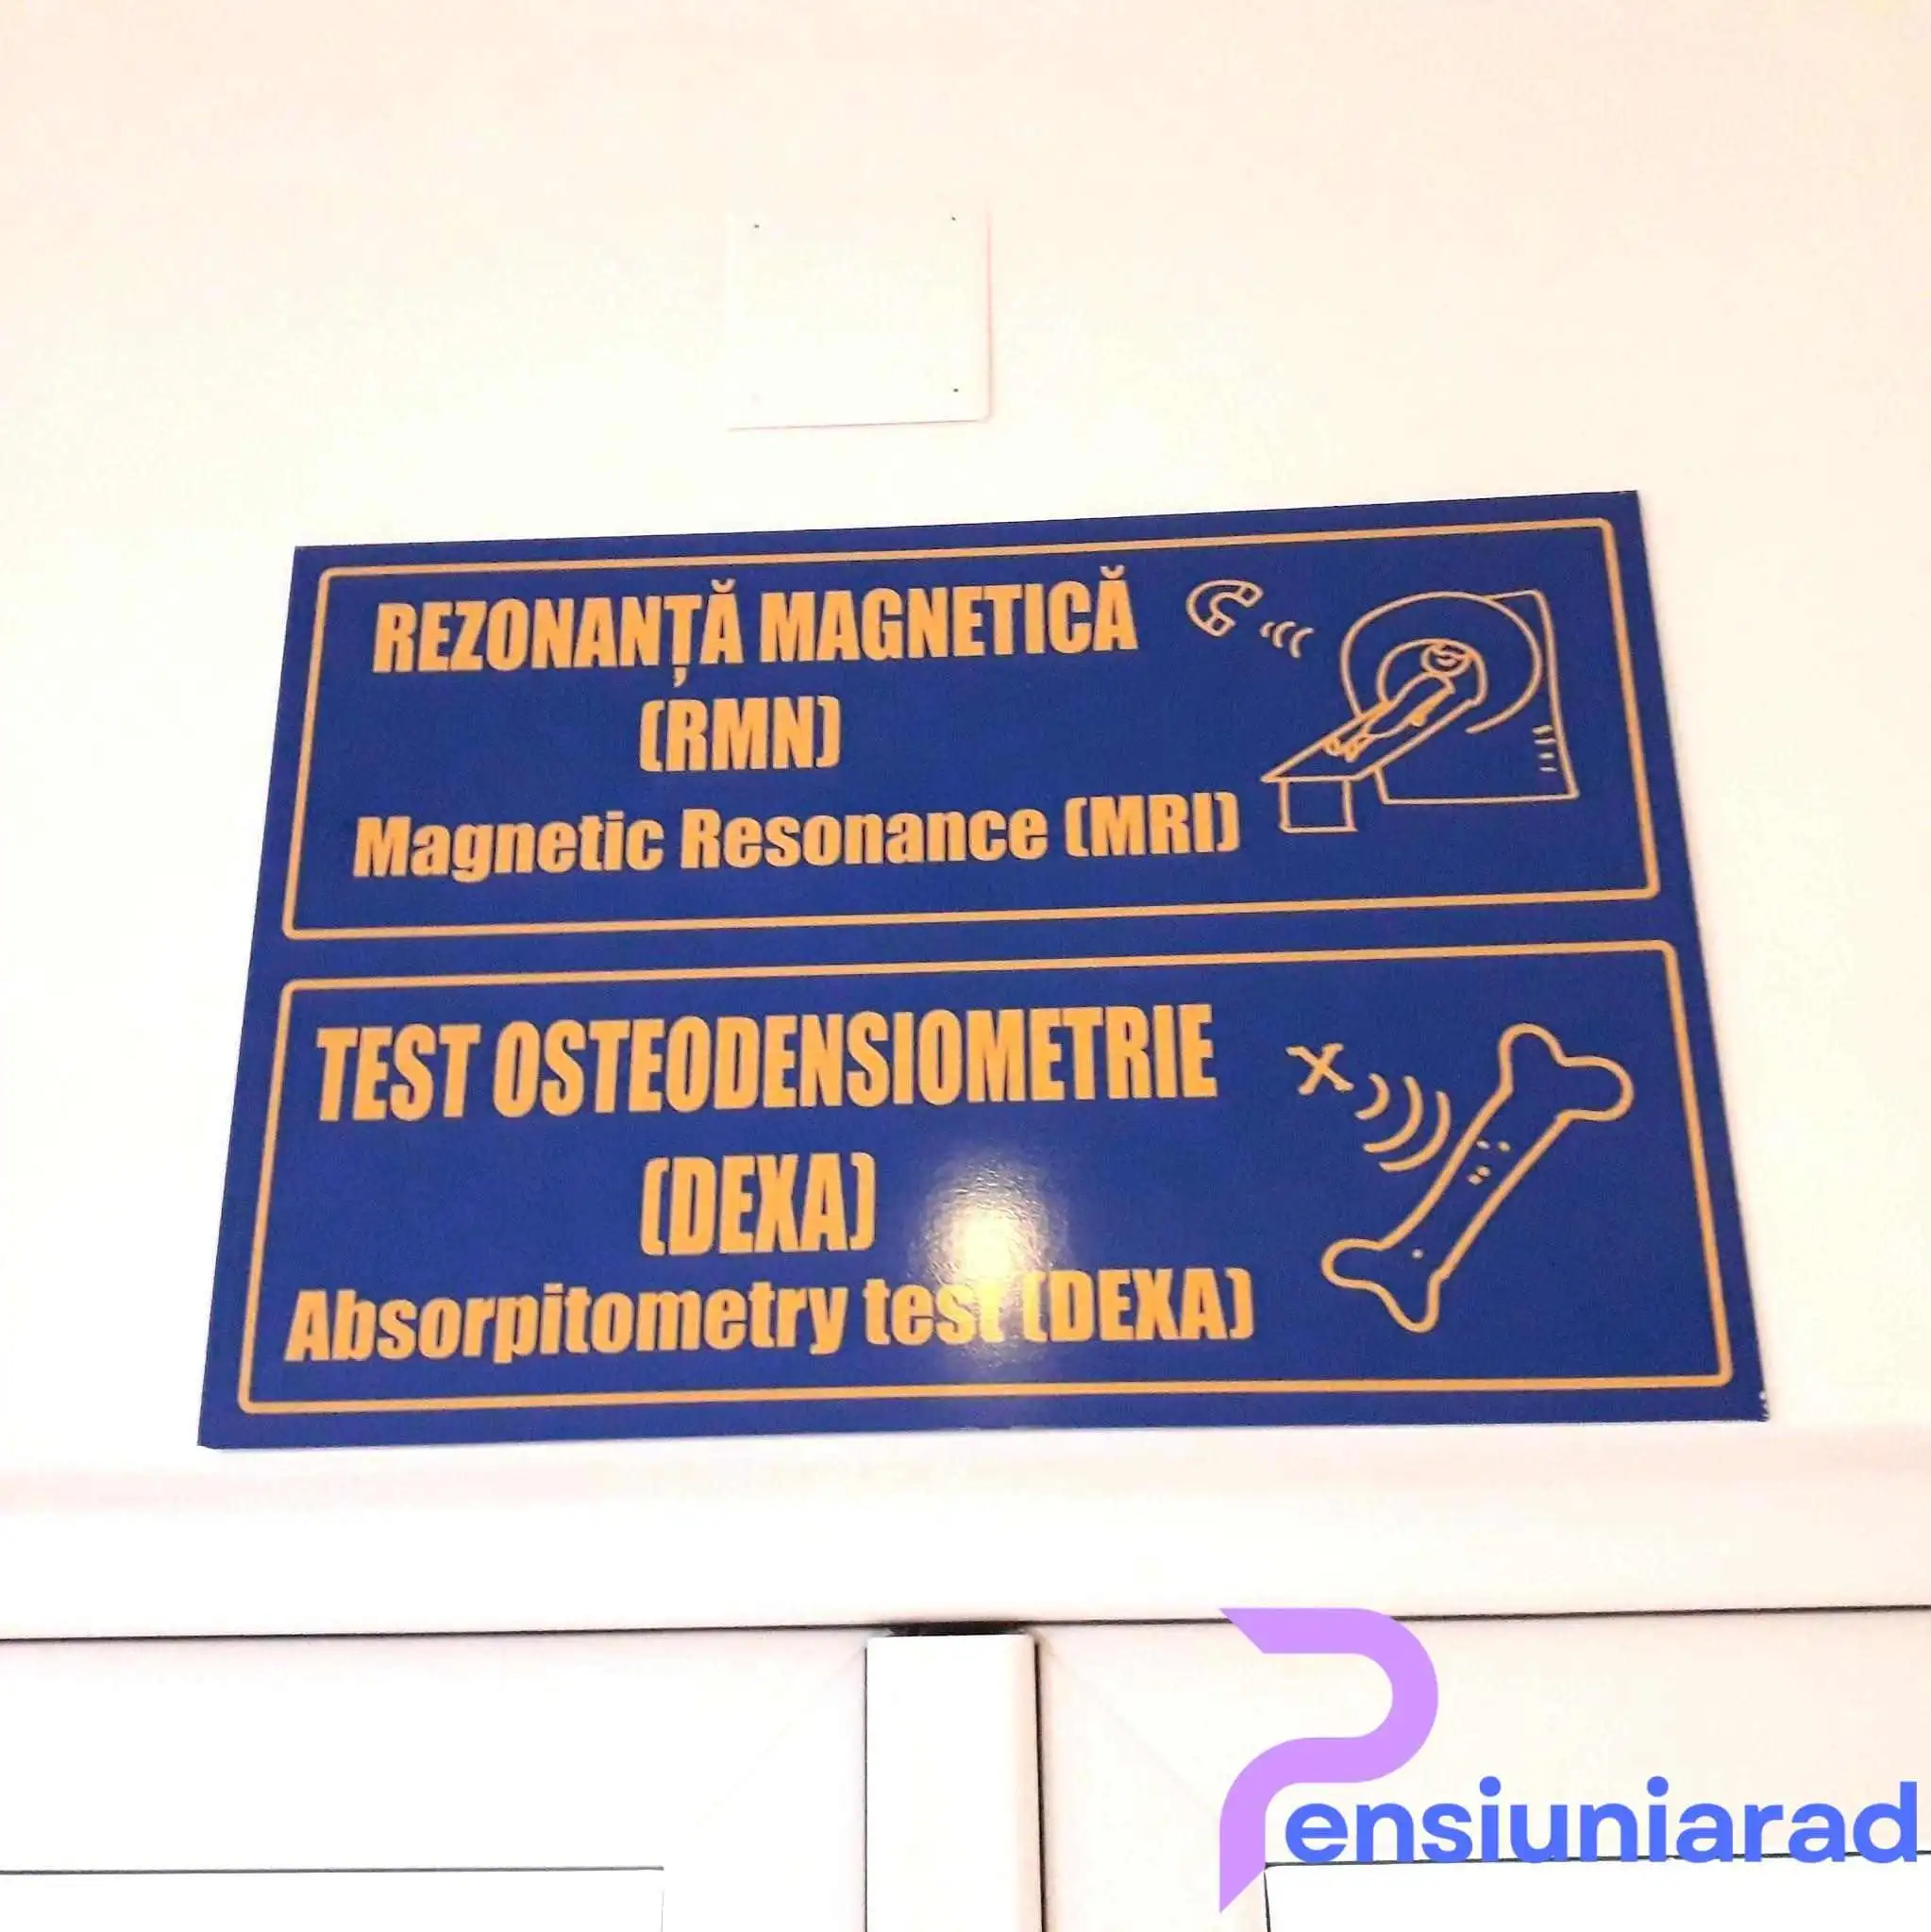 REZONANȚĂ MAGNETICĂ
(RMN)
Magnetic Resonance (MRI)
TEST OSTEODENSIOMETRIE
X
(DEXA)
Absorpitometry test (DEXA)
Pensiuniarad